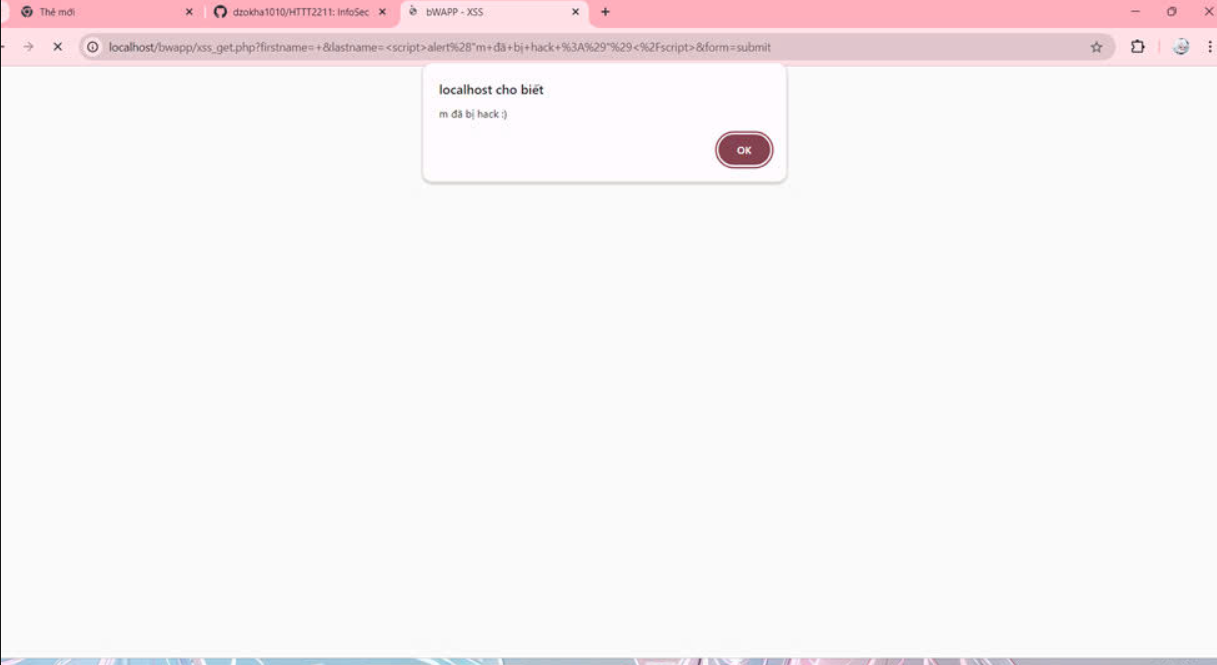 Thẻ mới
dzokha1010/HTTT2211: InfoSec
bWAPP - XSS
localhost/bwapp/xss_get.php?firstname=+&lastname=<script>alert%28"m+đã+bị+hack+%3A%29"%29<%2Fscript>&form=submit
localhost cho biết
m đã bị hack :)
OK